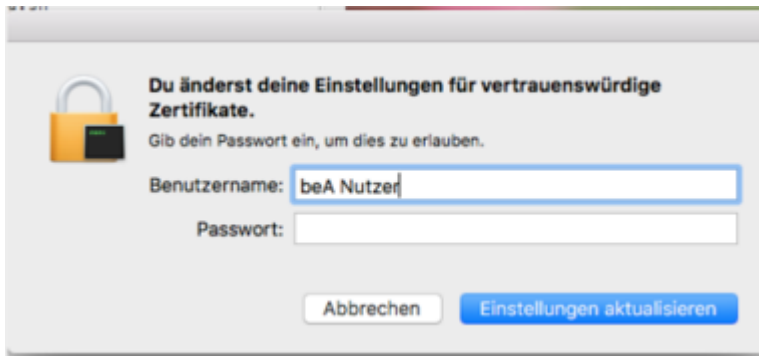 Du änderst deine Einstellungen für vertrauenswürdige
Zertifikate.
Gib dein Passwort ein, um dies zu erlauben.
Benutzername: beA Nutzer
Passwort:
Abbrechen Einstellungen aktualisieren